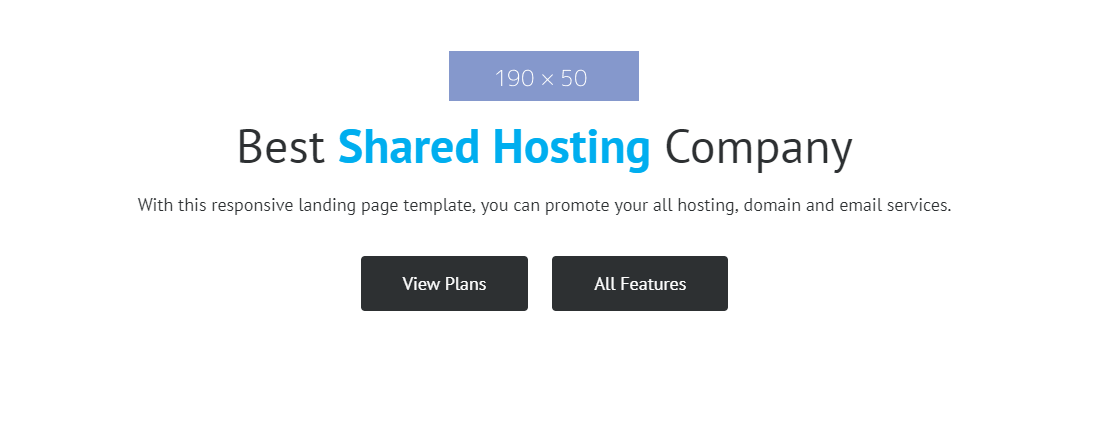 190 × 50
Best Shared Hosting Company
With this responsive landing page template, you can promote your all hosting, domain and email services.
View Plans
All Features